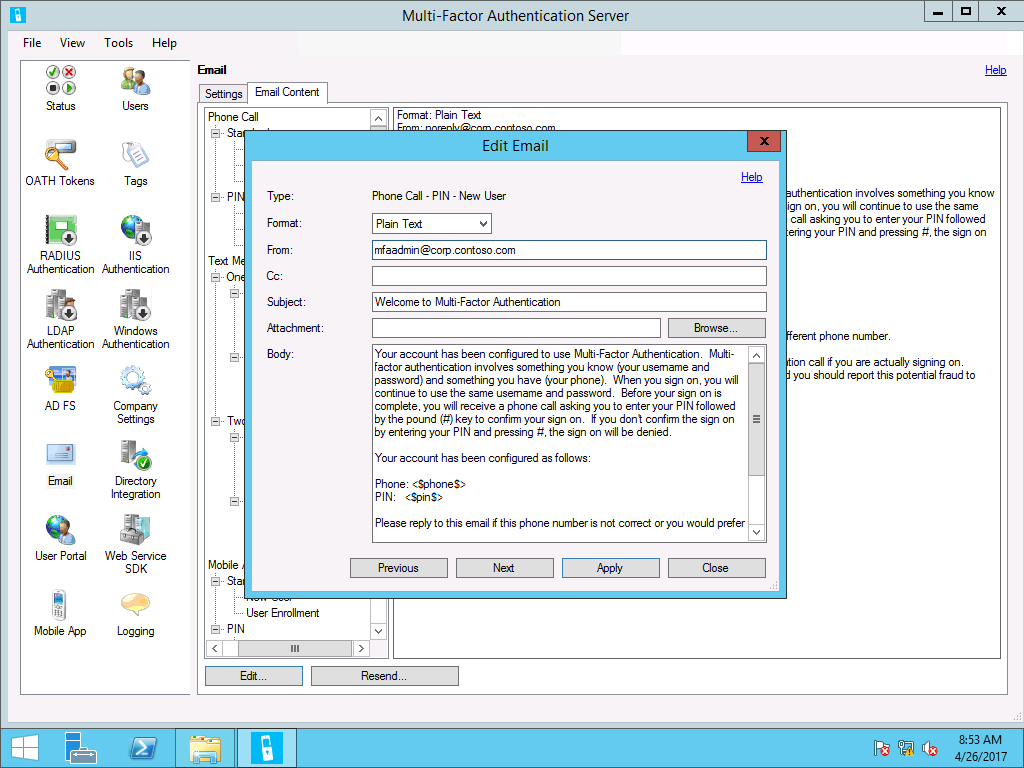 Multi-Factor Authentication Server
File View Tools Help
Status
Users
OATH Tokens
Tags
RADIUS
Authentication
IIS
Authentication
LDAP
Authentication
Windows
Authentication
AD FS
Company
Settings
Email
Directory
Integration
User Portal
Web Service
SDK
Mobile App
Logging
Email
Help
Settings
Email Content
Phone Call
PIN
Text Me
One
Two
Mobile
User Enrollment
PIN
Format: Plain Text
From: noreply@corp.contoso.com
authentication involves something you know
ign on, you will continue to use the same
call asking you to enter your PIN followed
tering your PIN and pressing #, the sign on
fferent phone number.
tion call if you are actually signing on.
d you should report this potential fraud to
Edit Email
Help
Type: Phone Call - PIN - New User
Format: Plain Text
From: mfaadmin@corp.contoso.com
Cc:
Subject: Welcome to Multi-Factor Authentication
Attachment: Browse...
Body:
Your account has been configured to use Multi-Factor Authentication. Multi-
factor authentication involves something you know (your username and
password) and something you have (your phone). When you sign on, you will
continue to use the same username and password. Before your sign on is
complete, you will receive a phone call asking you to enter your PIN followed
by the pound (#) key to confirm your sign on. If you don't confirm the sign on
by entering your PIN and pressing #, the sign on will be denied.
Your account has been configured as follows:
Phone: <$phone$>
PIN: <$pin$>
Please reply to this email if this phone number is not correct or you would prefer
Previous Next Apply Close
Edit... Resend...
8:53 AM
4/26/2017